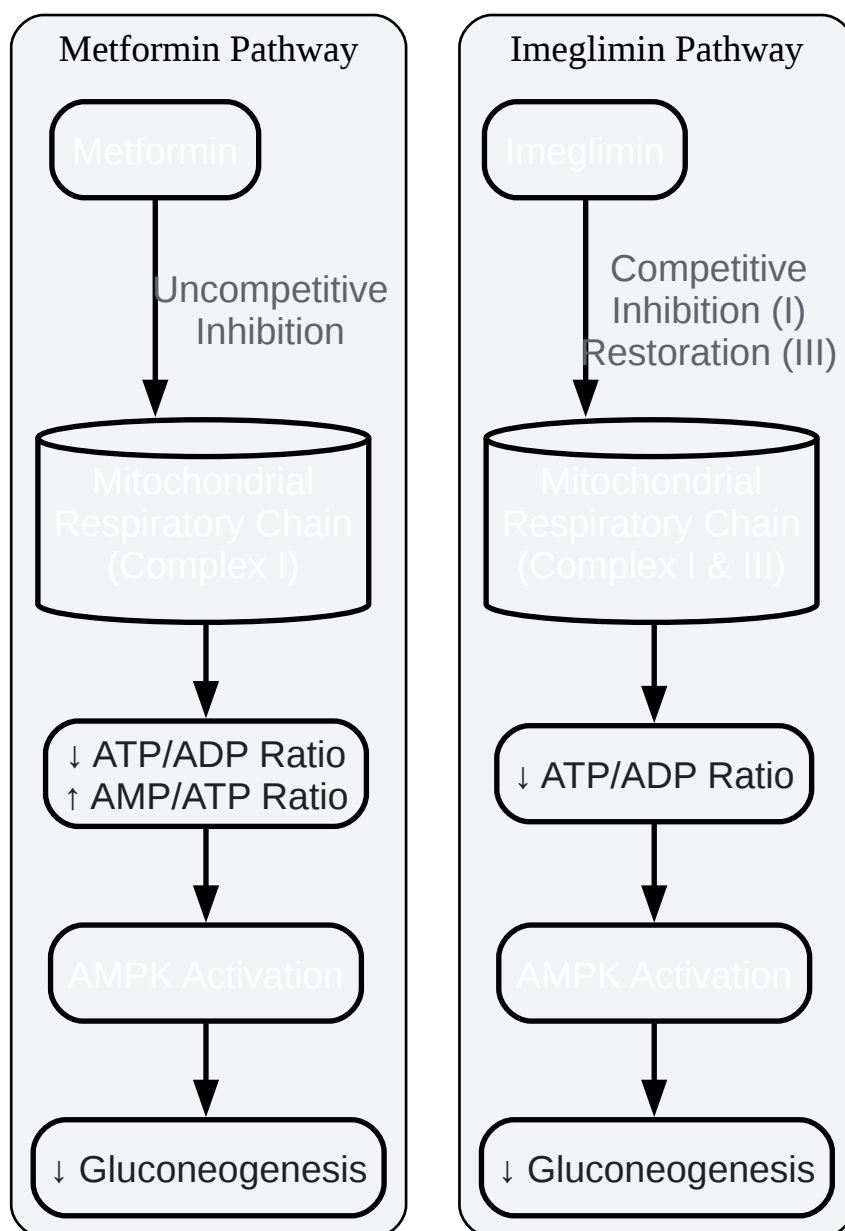 Metformin Pathway
Metformin
Uncompetitive
Inhibition
Mitochondrial
Respiratory Chain
(Complex I)
↓ ATP/ADP Ratio
↑ AMP/ATP Ratio
AMPK Activation
↓ Gluconeogenesis
Imeglimin Pathway
Imeglimin
Competitive
Inhibition (I)
Restoration (III)
Mitochondrial
Respiratory Chain
(Complex I & III)
↓ ATP/ADP Ratio
AMPK Activation
↓ Gluconeogenesis